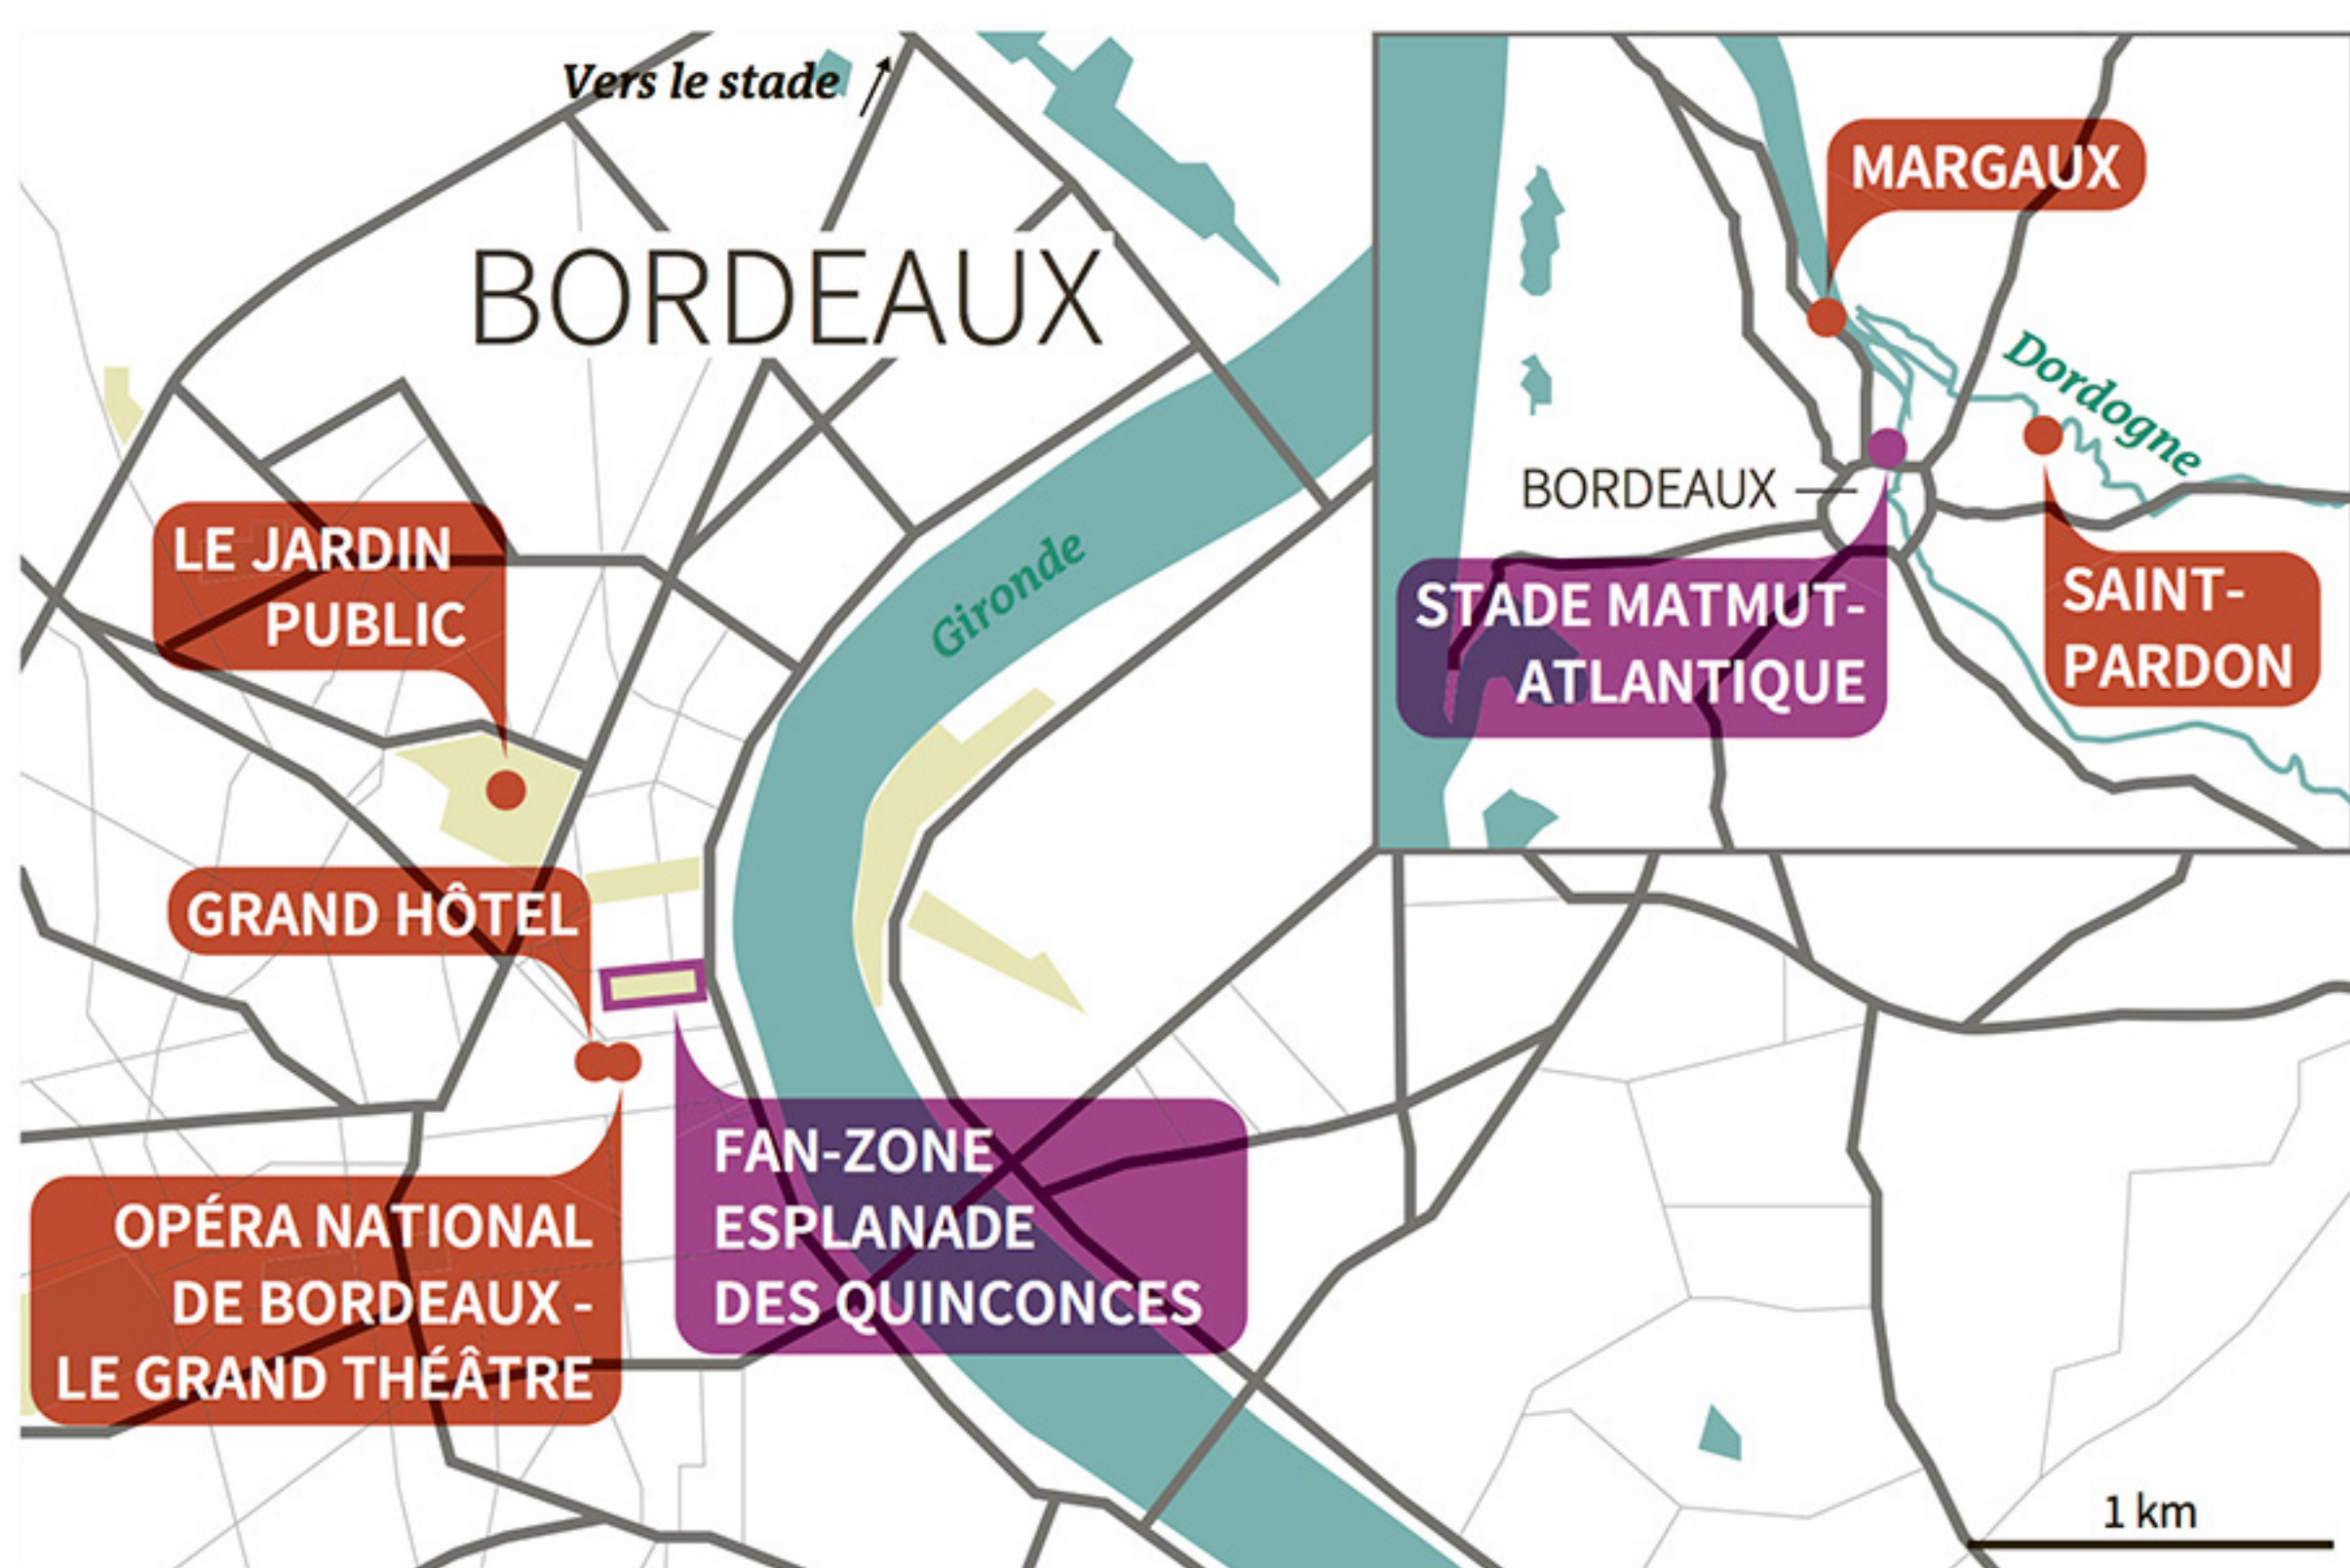 Vers le stade
BORDEAUX
LE JARDIN
PUBLIC
Gironde
GRAND HÔTEL
FAN-ZONE
ESPLANADE
DES QUINCONCES
OPÉRA NATIONAL
DE BORDEAUX -
LE GRAND THÉÂTRE
MARGAUX
Dordogne
BORDEAUX
STADE MATMUT-
ATLANTIQUE
SAINT-
PARDON
1 km